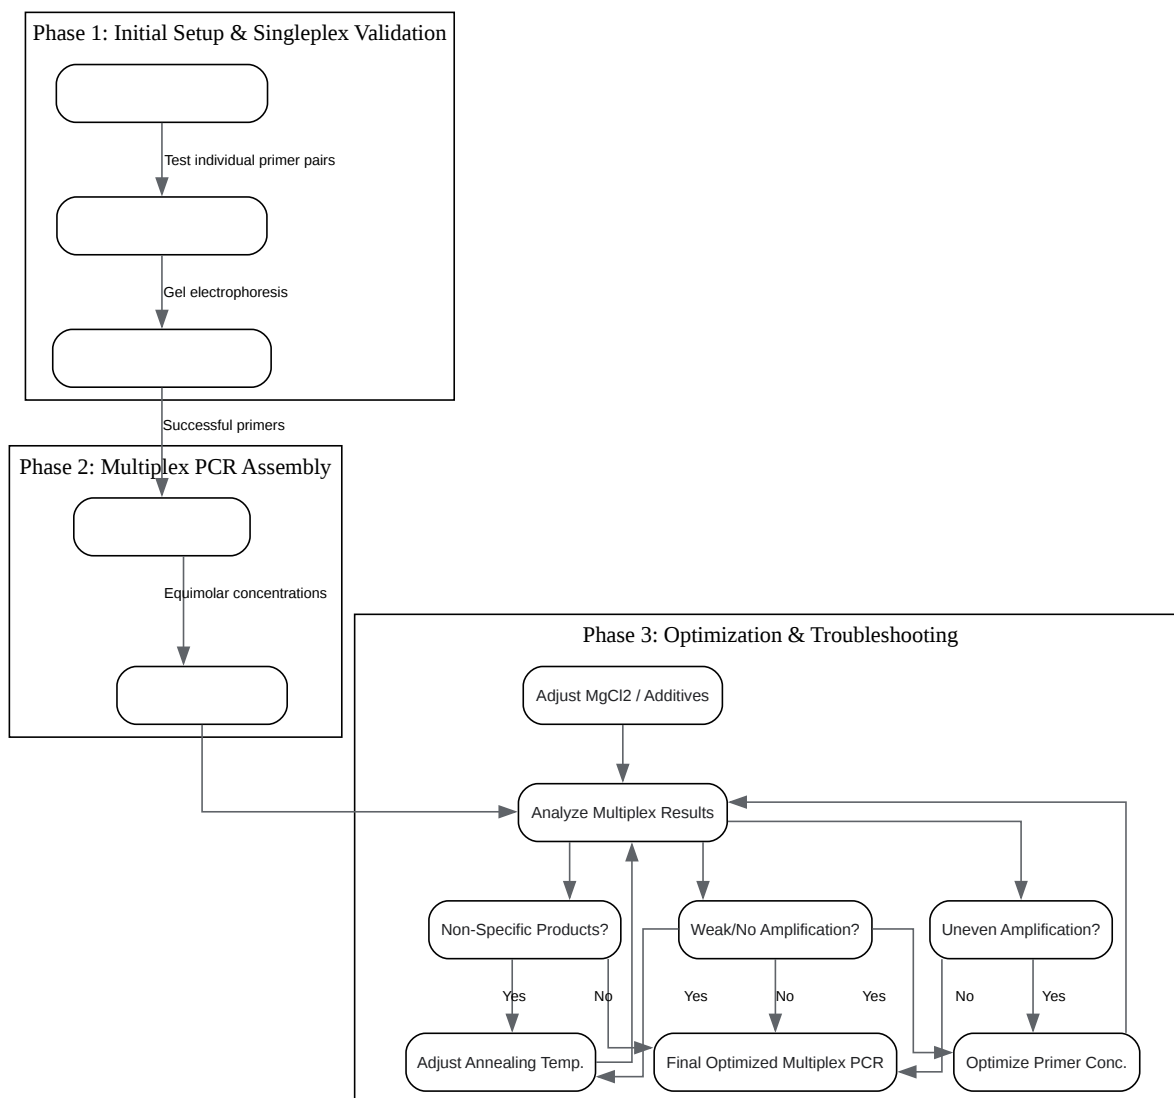 Phase 1: Initial Setup & Singleplex Validation
Test individual primer pairs
Gel electrophoresis
Successful primers
Phase 2: Multiplex PCR Assembly
Equimolar concentrations
Phase 3: Optimization & Troubleshooting
Adjust MgCl2 / Additives
Analyze Multiplex Results
Non-Specific Products?
Weak/No Amplification?
Uneven Amplification?
Yes
No
Yes
No
Yes
No
Yes
Adjust Annealing Temp.
Final Optimized Multiplex PCR
Optimize Primer Conc.